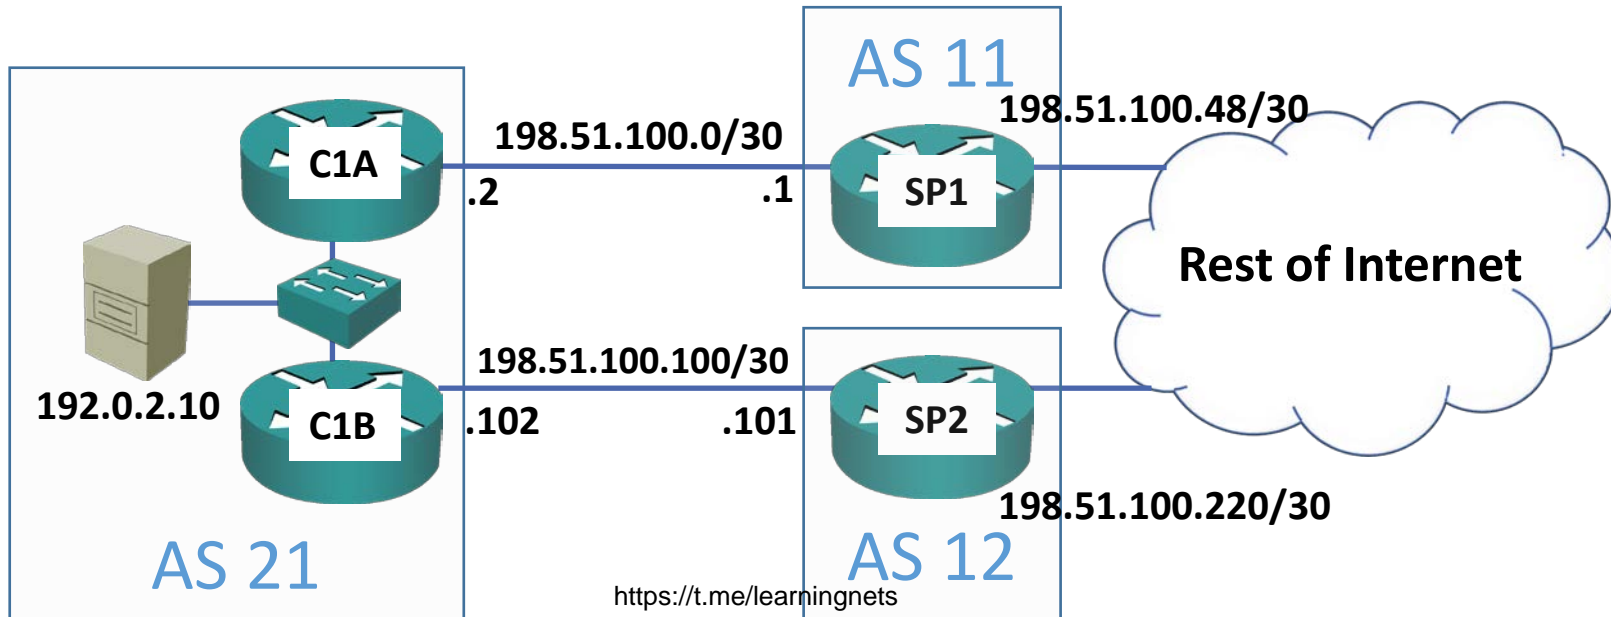 AS 11
198.51.100.48/30
198.51.100.0/30
C1A
SP1
.2
.1
Rest of Internet
192.0.2.10
198.51.100.100/30
C1B
SP2
.102
.101
198.51.100.220/30
AS 21
AS 12
https://t.me/learningnets